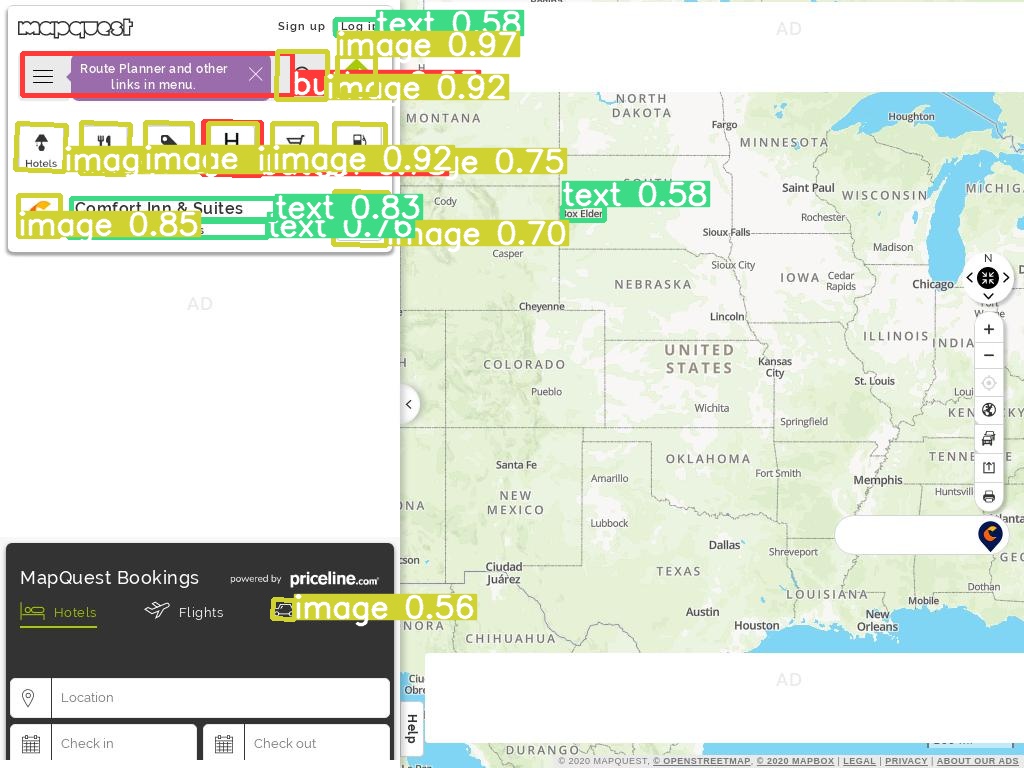 mapquest
Sign up
Log in
text 0.58
image 0.97
Route Planner and other
links in menu.
image 0.92
image 0.92
image 0.75
Hotels
H
Comfort Inn & Suites
text 0.83
text 0.76
image 0.85
image 0.70
text 0.58
AD
AD
AD
MapQuest Bookings
powered by priceline.com
Hotels
Flights
image 0.56
Location
Check in
Check out
Help
MONTANA
NORTH
DAKOTA
Fargo
Houghton
MINNESOTA
Saint Paul
WISCONSIN
MICHIG
Cody
Box Elder
Rochester
Sioux Falls
Madison
Casper
Sioux City
N
IOWA
Cedar
Rapids
Chicago
NEBRASKA
Cheyenne
Lincoln
ILLINOIS
INDIA
UNITED
STATES
COLORADO
Kansas
City
Pueblo
St. Louis
Wichita
Springfield
OKLAHOMA
Fort Smith
Santa Fe
Amarillo
Memphis
NEW
MEXICO
Lubbock
Dallas
Shreveport
Ciudad
Juárez
TEXAS
LOUISIANA
Dothan
Mobile
Austin
Houston
New
Orleans
CHIHUAHUA
DURANGO
© 2020 MAPQUEST, © OPENSTREETMAP, © 2020 MAPBOX | LEGAL | PRIVACY | ABOUT OUR ADS